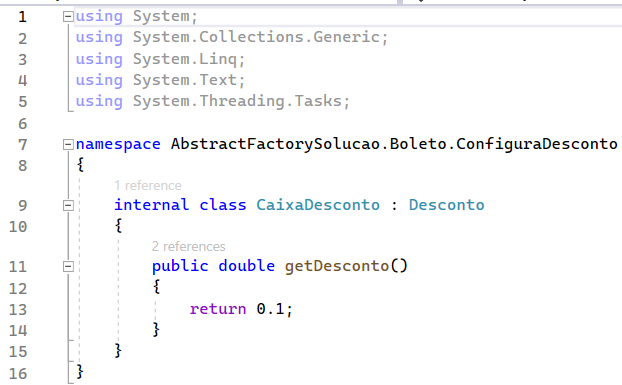 1 using System;
2 using System.Collections.Generic;
3 using System.Linq;
4 using System.Text;
5 using System.Threading.Tasks;
6
7 namespace AbstractFactorySolucao.Boleto.ConfiguraDesconto
8 {
1 reference
9 internal class CaixaDesconto : Desconto
10 {
2 references
11 public double getDesconto()
12 {
13 return 0.1;
14 }
15 }
16 }